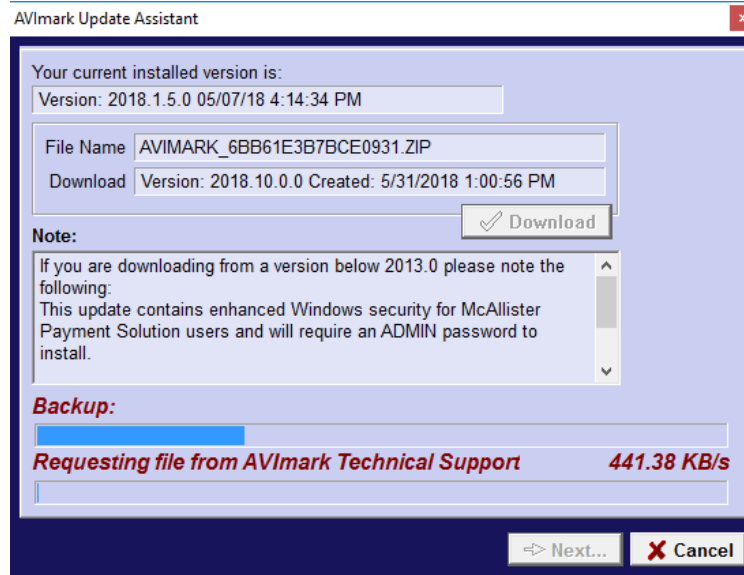 AVImark Update Assistant
Your current installed version is:
Version: 2018.1.5.0 05/07/18 4:14:34 PM
File Name AVIMARK_6BB61E3B7BCE0931.ZIP
Download Version: 2018.10.0.0 Created: 5/31/2018 1:00:56 PM
Download
Note:
If you are downloading from a version below 2013.0 please note the
following:
This update contains enhanced Windows security for McAllister
Payment Solution users and will require an ADMIN password to
install.
Backup:
Requesting file from AVImark Technical Support 441.38 KB/s
Next... Cancel